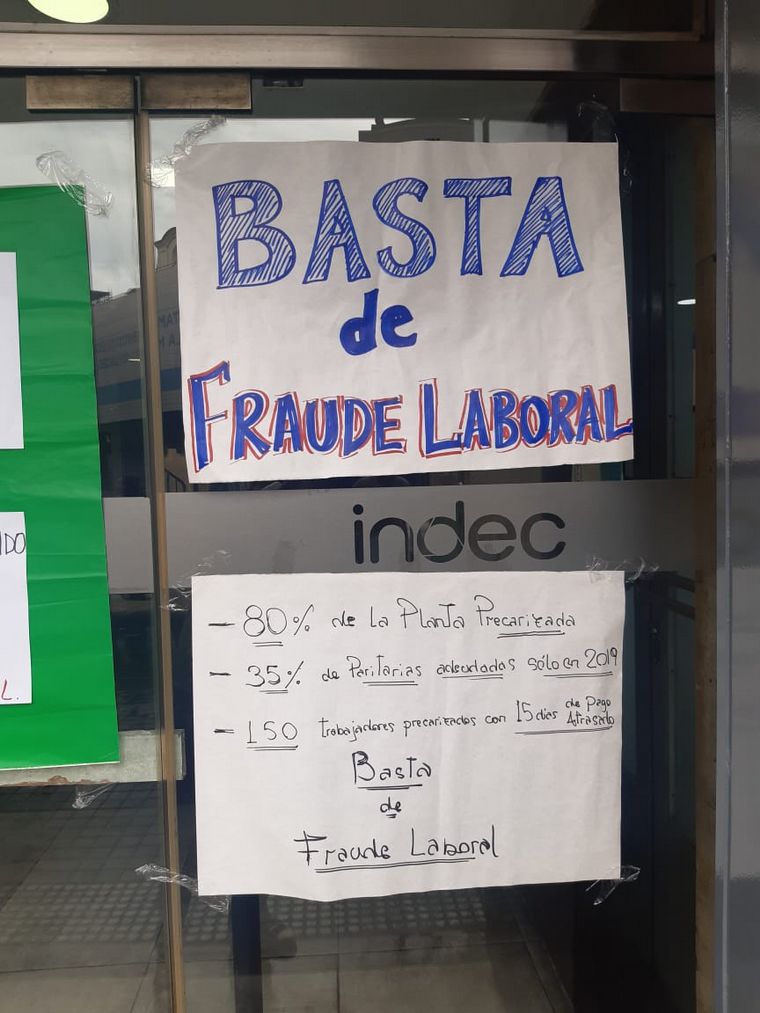 BASTA
de
FRAUDE LABORAL
indec
- 80% de La Planta Precarizada
- 35% de Paritarias adeudadas sólo en 2019
- 150 trabajadores precarizados con 15 dias de Pago Atrasado
Basta
de
Fraude Laboral